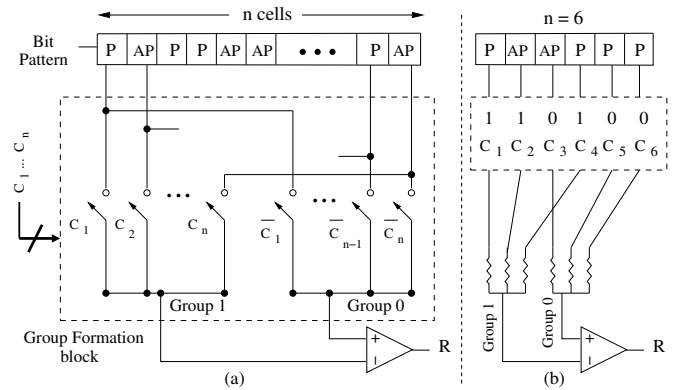 n cells
Bit
Pattern
P AP P P AP AP ••• P AP
C 1 ... C n
C 1 C 2 ••• C n C̅ 1 ••• C̅ n−1 C̅ n
Group 1 Group 0
Group Formation
block
+
−
R
(a)
n = 6
P AP AP P P P
1 1 0 1 0 0
C 1 C 2 C 3 C 4 C 5 C 6
Group 1
Group 0
+
−
R
(b)